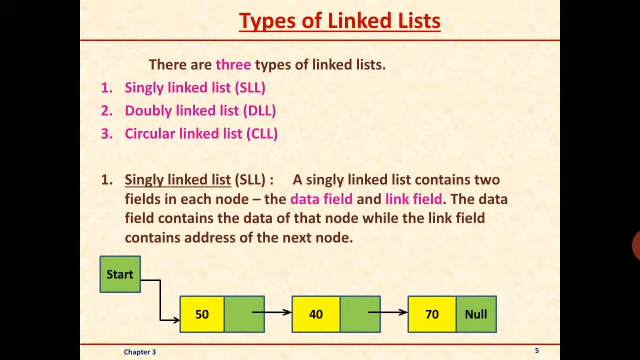 Types of Linked Lists
There are three types of linked lists.
1. Singly linked list (SLL)
2. Doubly linked list (DLL)
3. Circular linked list (CLL)
1. Singly linked list (SLL) : A singly linked list contains two
fields in each node – the data field and link field. The data
field contains the data of that node while the link field
contains address of the next node.
Start
50 40 70 Null
Chapter 3 5